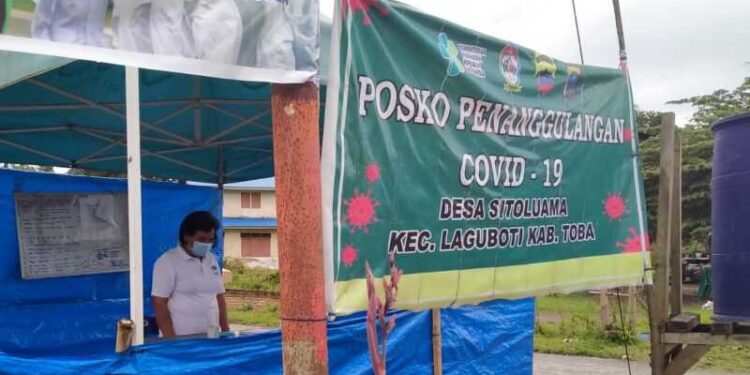 POSKO PENANGGULANGAN
COVID - 19
DESA SITOLUAMA
KEC. LAGUBOTI KAB. TOBA